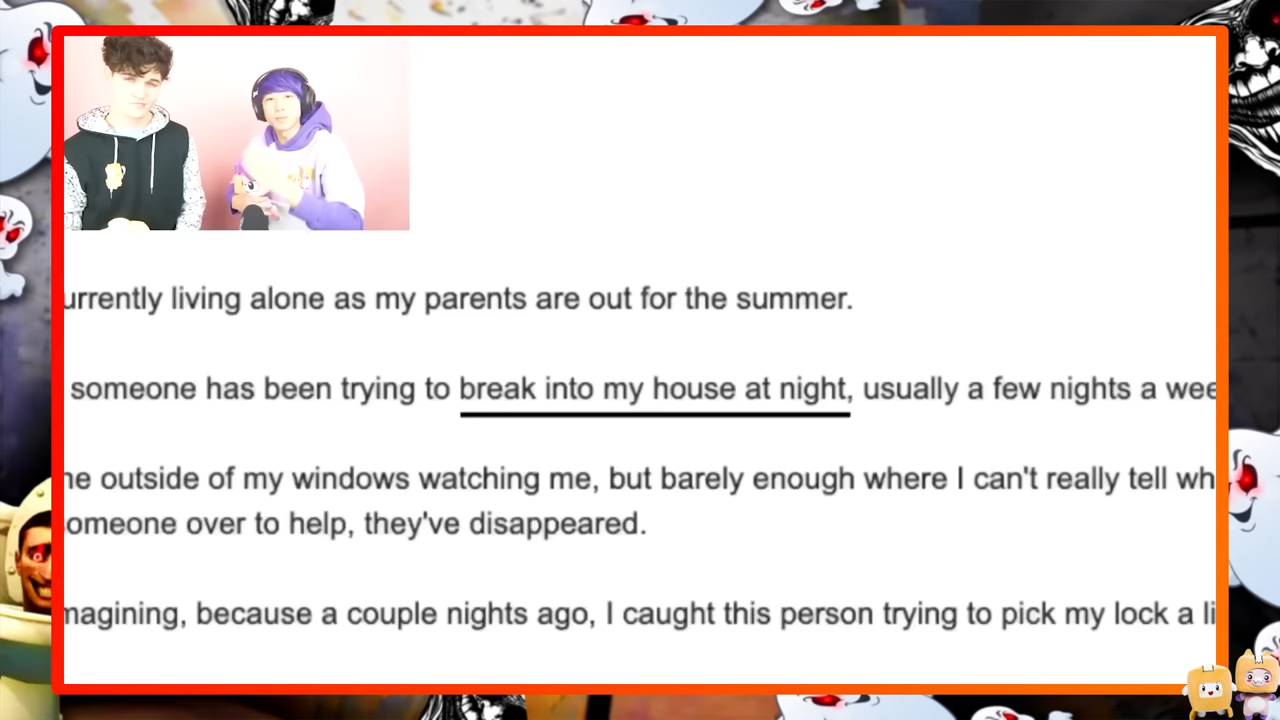 urrently living alone as my parents are out for the summer.
someone has been trying to break into my house at night, usually a few nights a wee
ne outside of my windows watching me, but barely enough where I can't really tell wh
omeone over to help, they've disappeared.
magining, because a couple nights ago, I caught this person trying to pick my lock a li